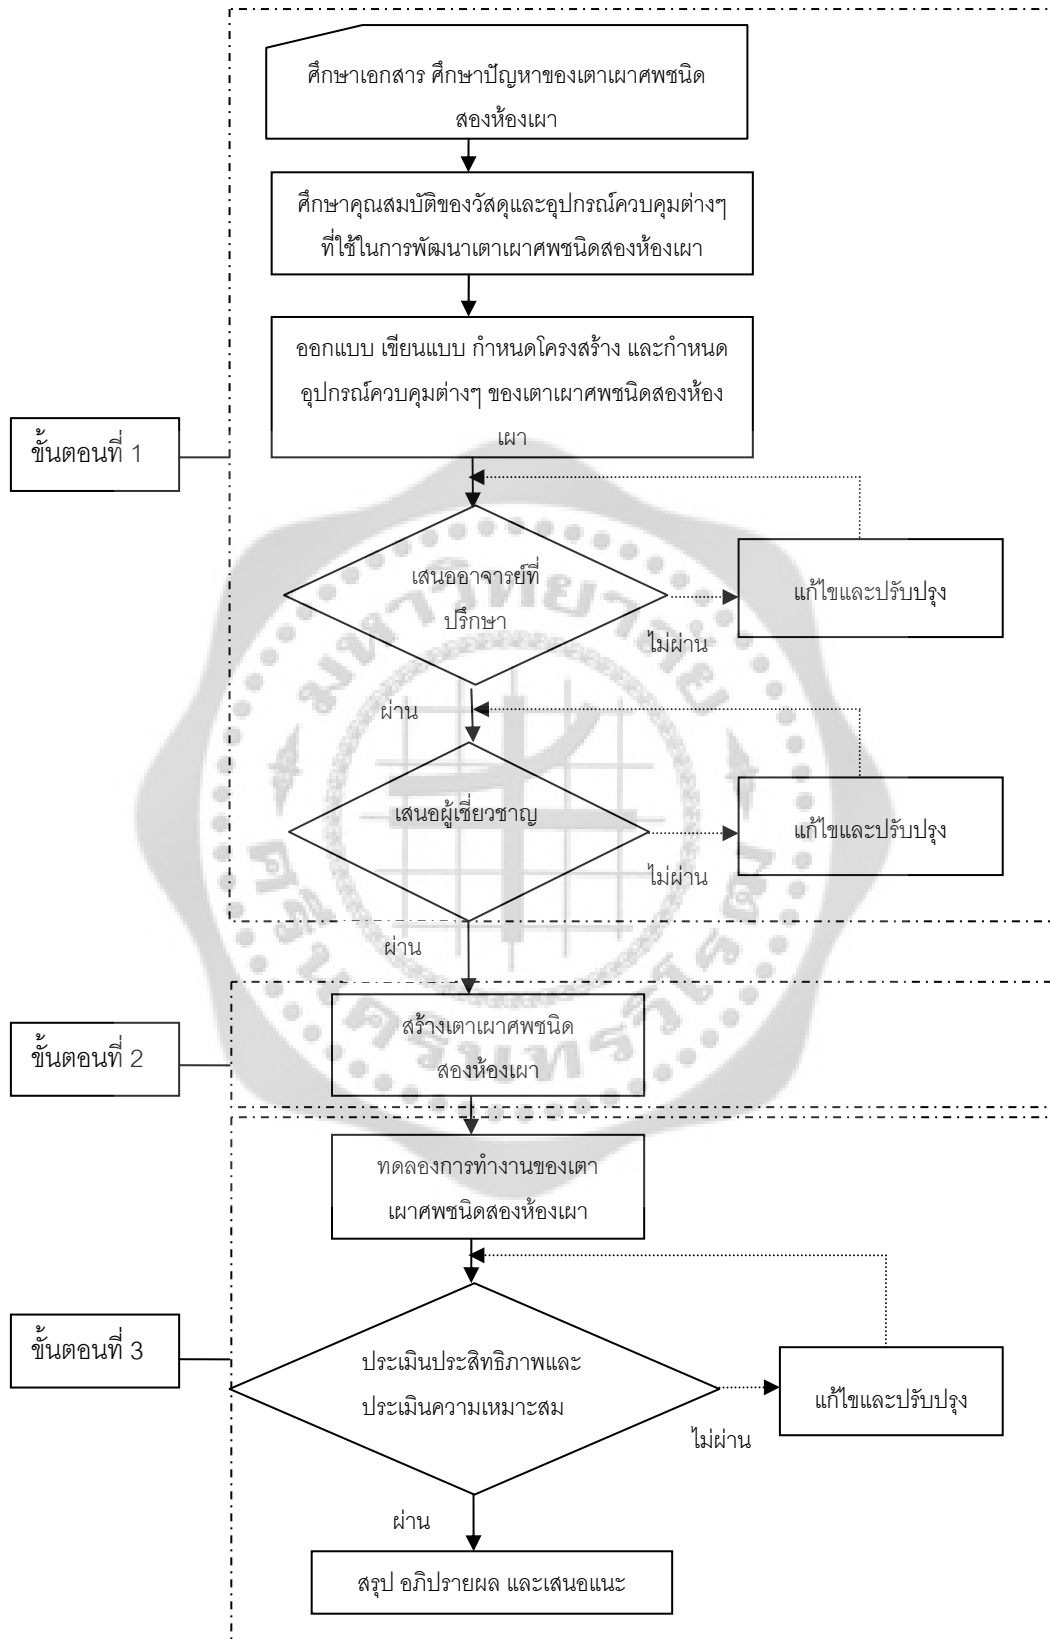 ศึกษาเอกสาร ศึกษาปัญหาของเตาเผาศพชนิด
สองห้องเผา
ศึกษาคุณสมบัติของวัสดุและอุปกรณ์ควบคุมต่างๆ
ที่ใช้ในการพัฒนาเตาเผาศพชนิดสองห้องเผา
ออกแบบ เขียนแบบ กำหนดโครงสร้าง และกำหนด
อุปกรณ์ควบคุมต่างๆ ของเตาเผาศพชนิดสองห้อง
เผา
ขั้นตอนที่ 1
เสนออาจารย์ที่
ปรึกษา
แก้ไขและปรับปรุง
ไม่ผ่าน
ผ่าน
เสนอผู้เชี่ยวชาญ
แก้ไขและปรับปรุง
ไม่ผ่าน
ผ่าน
ขั้นตอนที่ 2
สร้างเตาเผาศพชนิด
สองห้องเผา
ทดลองการทำงานของเตา
เผาศพชนิดสองห้องเผา
ขั้นตอนที่ 3
ประเมินประสิทธิภาพและ
ประเมินความเหมาะสม
แก้ไขและปรับปรุง
ไม่ผ่าน
ผ่าน
สรุป อภิปรายผล และเสนอแนะ
มหาวิทยาลัย
ศรีนครินทรวิโรฒ